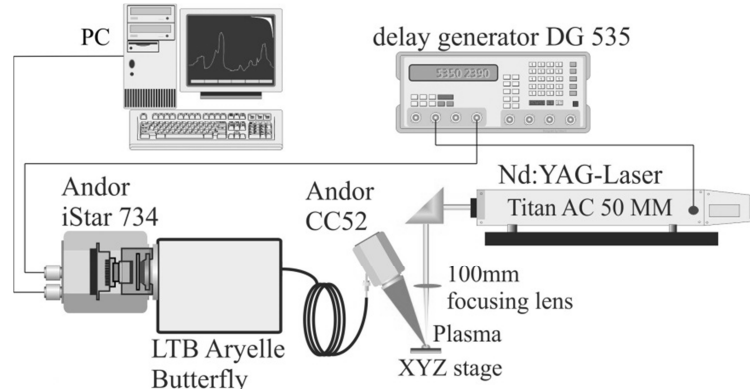 PC
delay generator DG 535
5350 2390
Nd:YAG-Laser
Titan AC 50 MM
Andor
iStar 734
Andor
CC52
100mm
focusing lens
Plasma
XYZ stage
LTB Aryelle
Butterfly